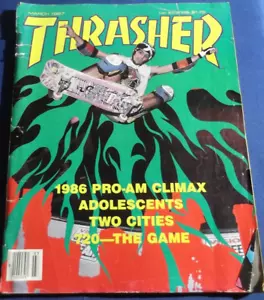 THRASHER
1986 PRO-AM CLIMAX
ADOLESCENTS
TWO CITIES
720—THE GAME